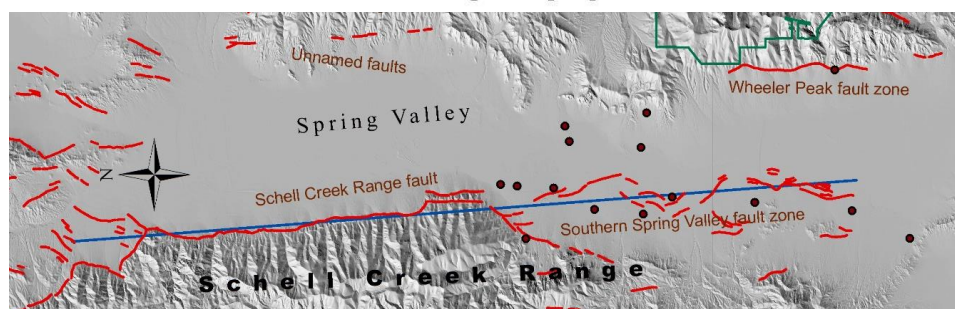 Unnamed faults
Wheeler Peak fault zone
Spring Valley
N
Schell Creek Range fault
Southern Spring Valley fault zone
Schell Creek Range